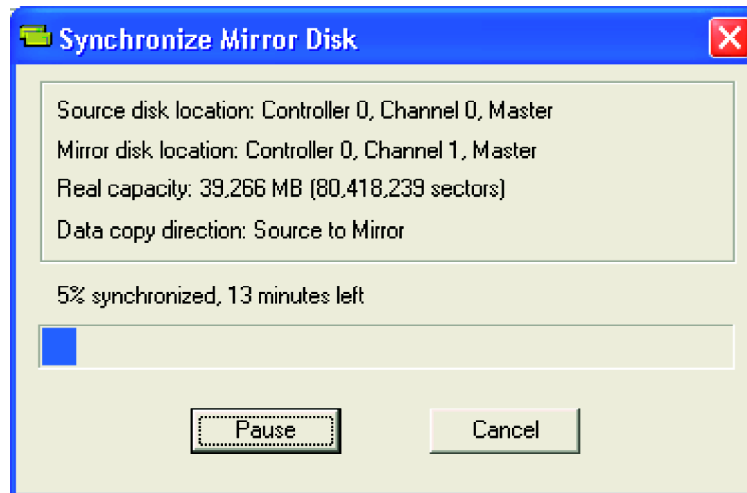 Synchronize Mirror Disk
Source disk location: Controller 0, Channel 0, Master
Mirror disk location: Controller 0, Channel 1, Master
Real capacity: 39,266 MB (80,418,239 sectors)
Data copy direction: Source to Mirror
5% synchronized, 13 minutes left
Pause
Cancel